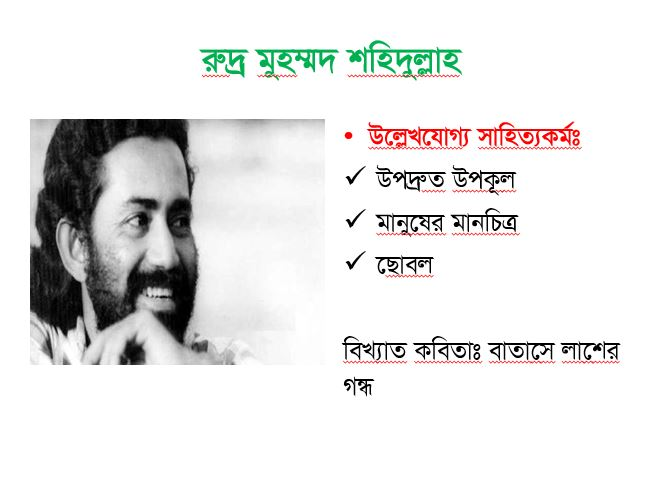 রুদ্র মুহম্মদ শহিদুল্লাহ
• উল্লেখযোগ্য সাহিত্যকর্মঃ
✓ উপদ্রুত উপকূল
✓ মানুষের মানচিত্র
✓ ছোবল
বিখ্যাত কবিতাঃ বাতাসে লাশের
গন্ধ